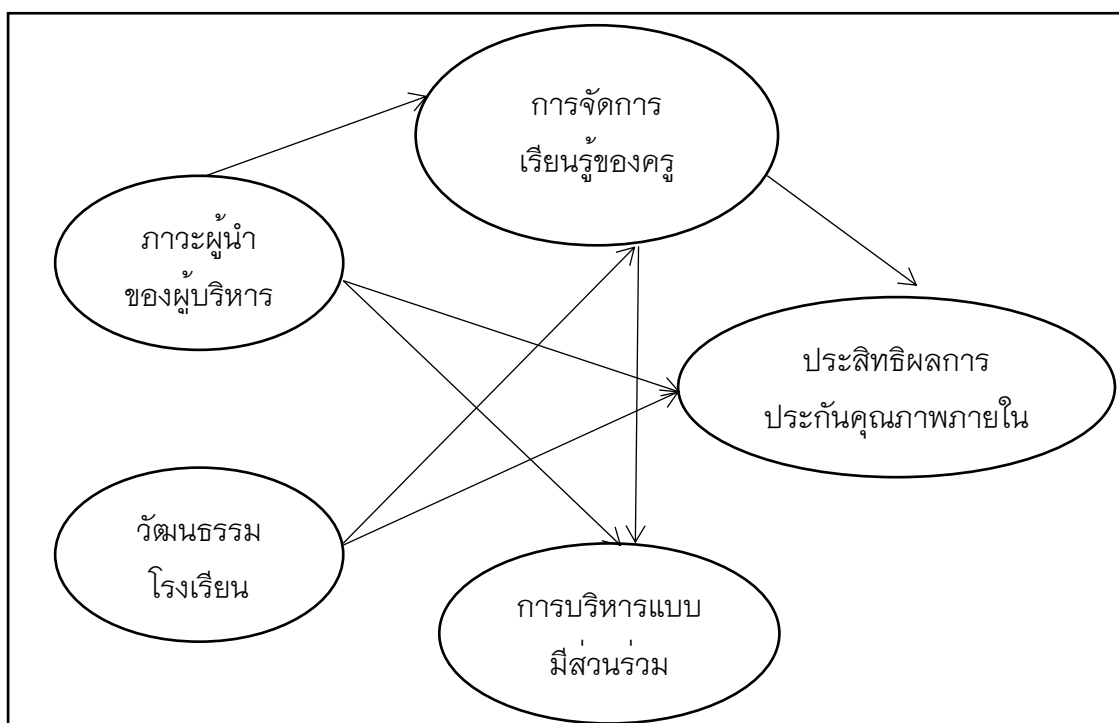 การจัดการ
เรียนรู้ของครู
ภาวะผู้นำ
ของผู้บริหาร
ประสิทธิผลการ
ประกันคุณภาพภายใน
วัฒนธรรม
โรงเรียน
การบริหารแบบ
มีส่วนร่วม